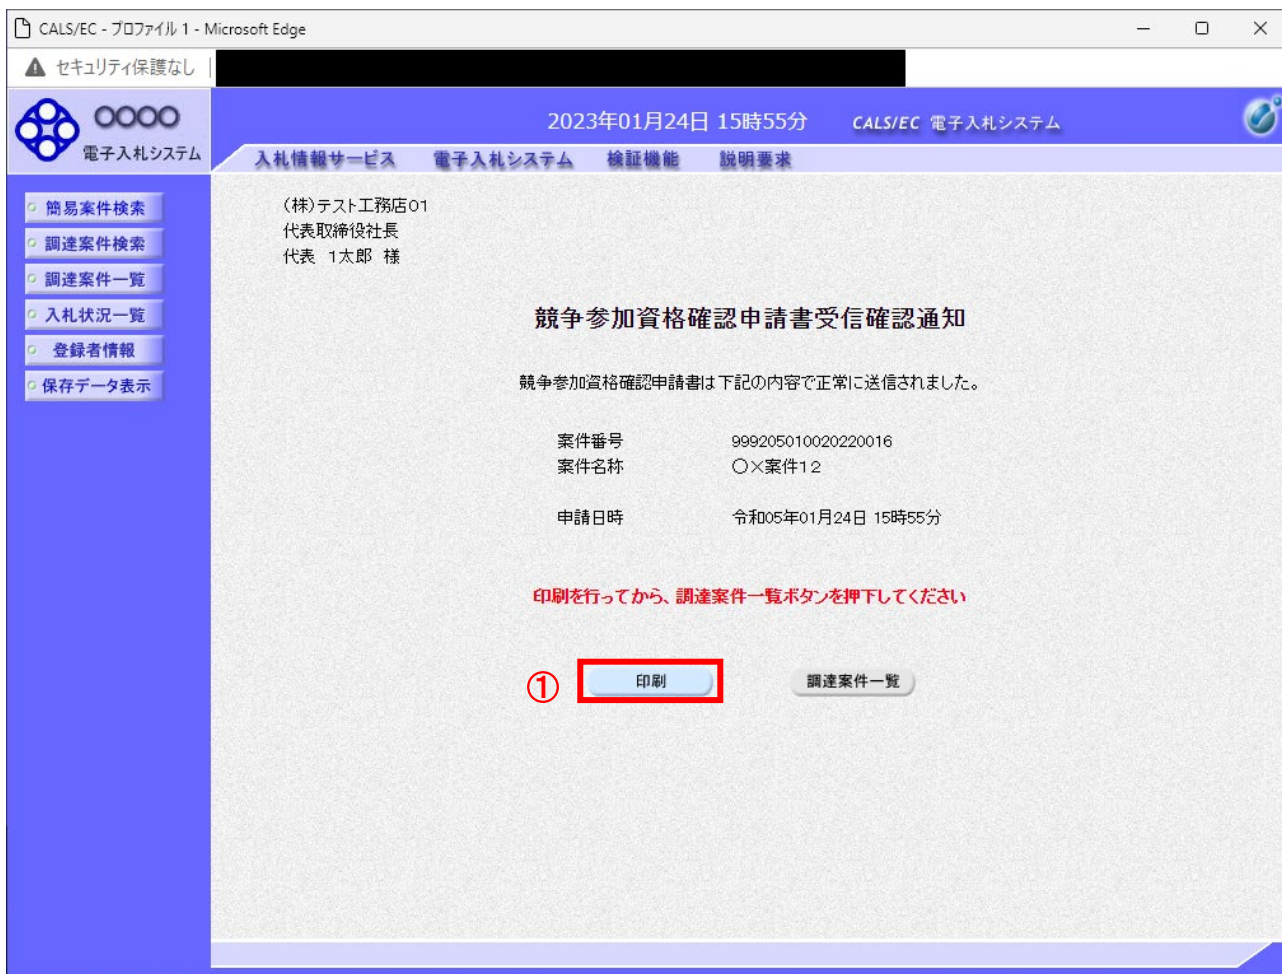 CALS/EC - プロファイル 1 - Microsoft Edge
セキュリティ保護なし
〇〇〇〇
電子入札システム
2023年01月24日 15時55分 CALS/EC 電子入札システム
入札情報サービス 電子入札システム 検証機能 説明要求
簡易案件検索
調達案件検索
調達案件一覧
入札状況一覧
登録者情報
保存データ表示
(株)テスト工務店01
代表取締役社長
代表 1太郎 様
競争参加資格確認申請書受信確認通知
競争参加資格確認申請書は下記の内容で正常に送信されました。
案件番号 999205010020220016
案件名称 〇×案件12
申請日時 令和05年01月24日 15時55分
印刷を行ってから、調達案件一覧ボタンを押下してください
① 印刷 調達案件一覧